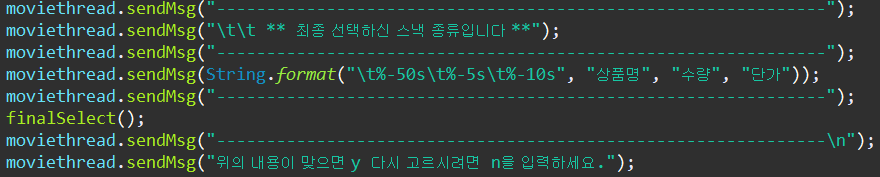 moviethread.sendMsg("--------------------------------------------------------------------");
moviethread.sendMsg("\t\t ** 최종 선택하신 스낵 종류입니다 **");
moviethread.sendMsg("--------------------------------------------------------------------");
moviethread.sendMsg(String.format("\t%-50s\t%-5s\t%-10s", "상품명", "수량", "단가"));
moviethread.sendMsg("--------------------------------------------------------------------");
finalSelect();
moviethread.sendMsg("--------------------------------------------------------------------\n");
moviethread.sendMsg("위의 내용이 맞으면 y 다시 고르시려면 n을 입력하세요.");